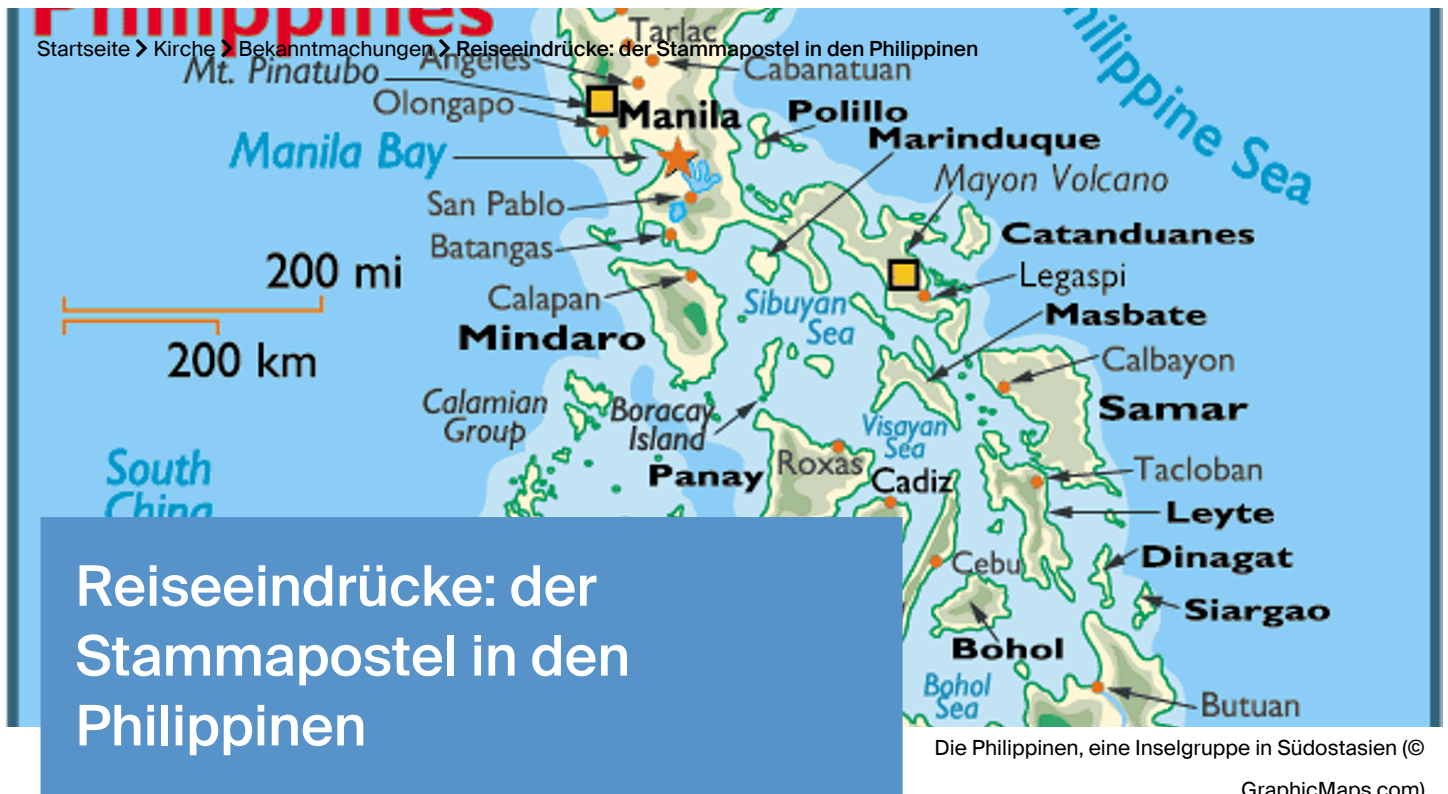 Philippines
Startseite > Kirche > Bekanntmachungen > Reiseeindrücke: der Stammapostel in den Philippinen
Tarlac
Mt. Pinatubo
Angeles
Cabanatuan
Olongapo
Manila
Polillo
Philippine Sea
Manila Bay
Marinduque
Mayon Volcano
San Pablo
Catanduanes
Batangas
200 mi
Legaspi
Calapan
Sibuyan
Sea
Masbate
Mindaro
200 km
Calbayon
Calamian
Group
Boracay
Island
Samar
Visayan
Sea
South
China
Panay
Roxas
Cadiz
Tacloban
Leyte
Dinagat
Cebu
Siargao
Bohol
Bohol
Sea
Butuan
Reiseeindrücke: der
Stammapostel in den
Philippinen
Die Philippinen, eine Inselgruppe in Südostasien (©
GraphicMaps.com)